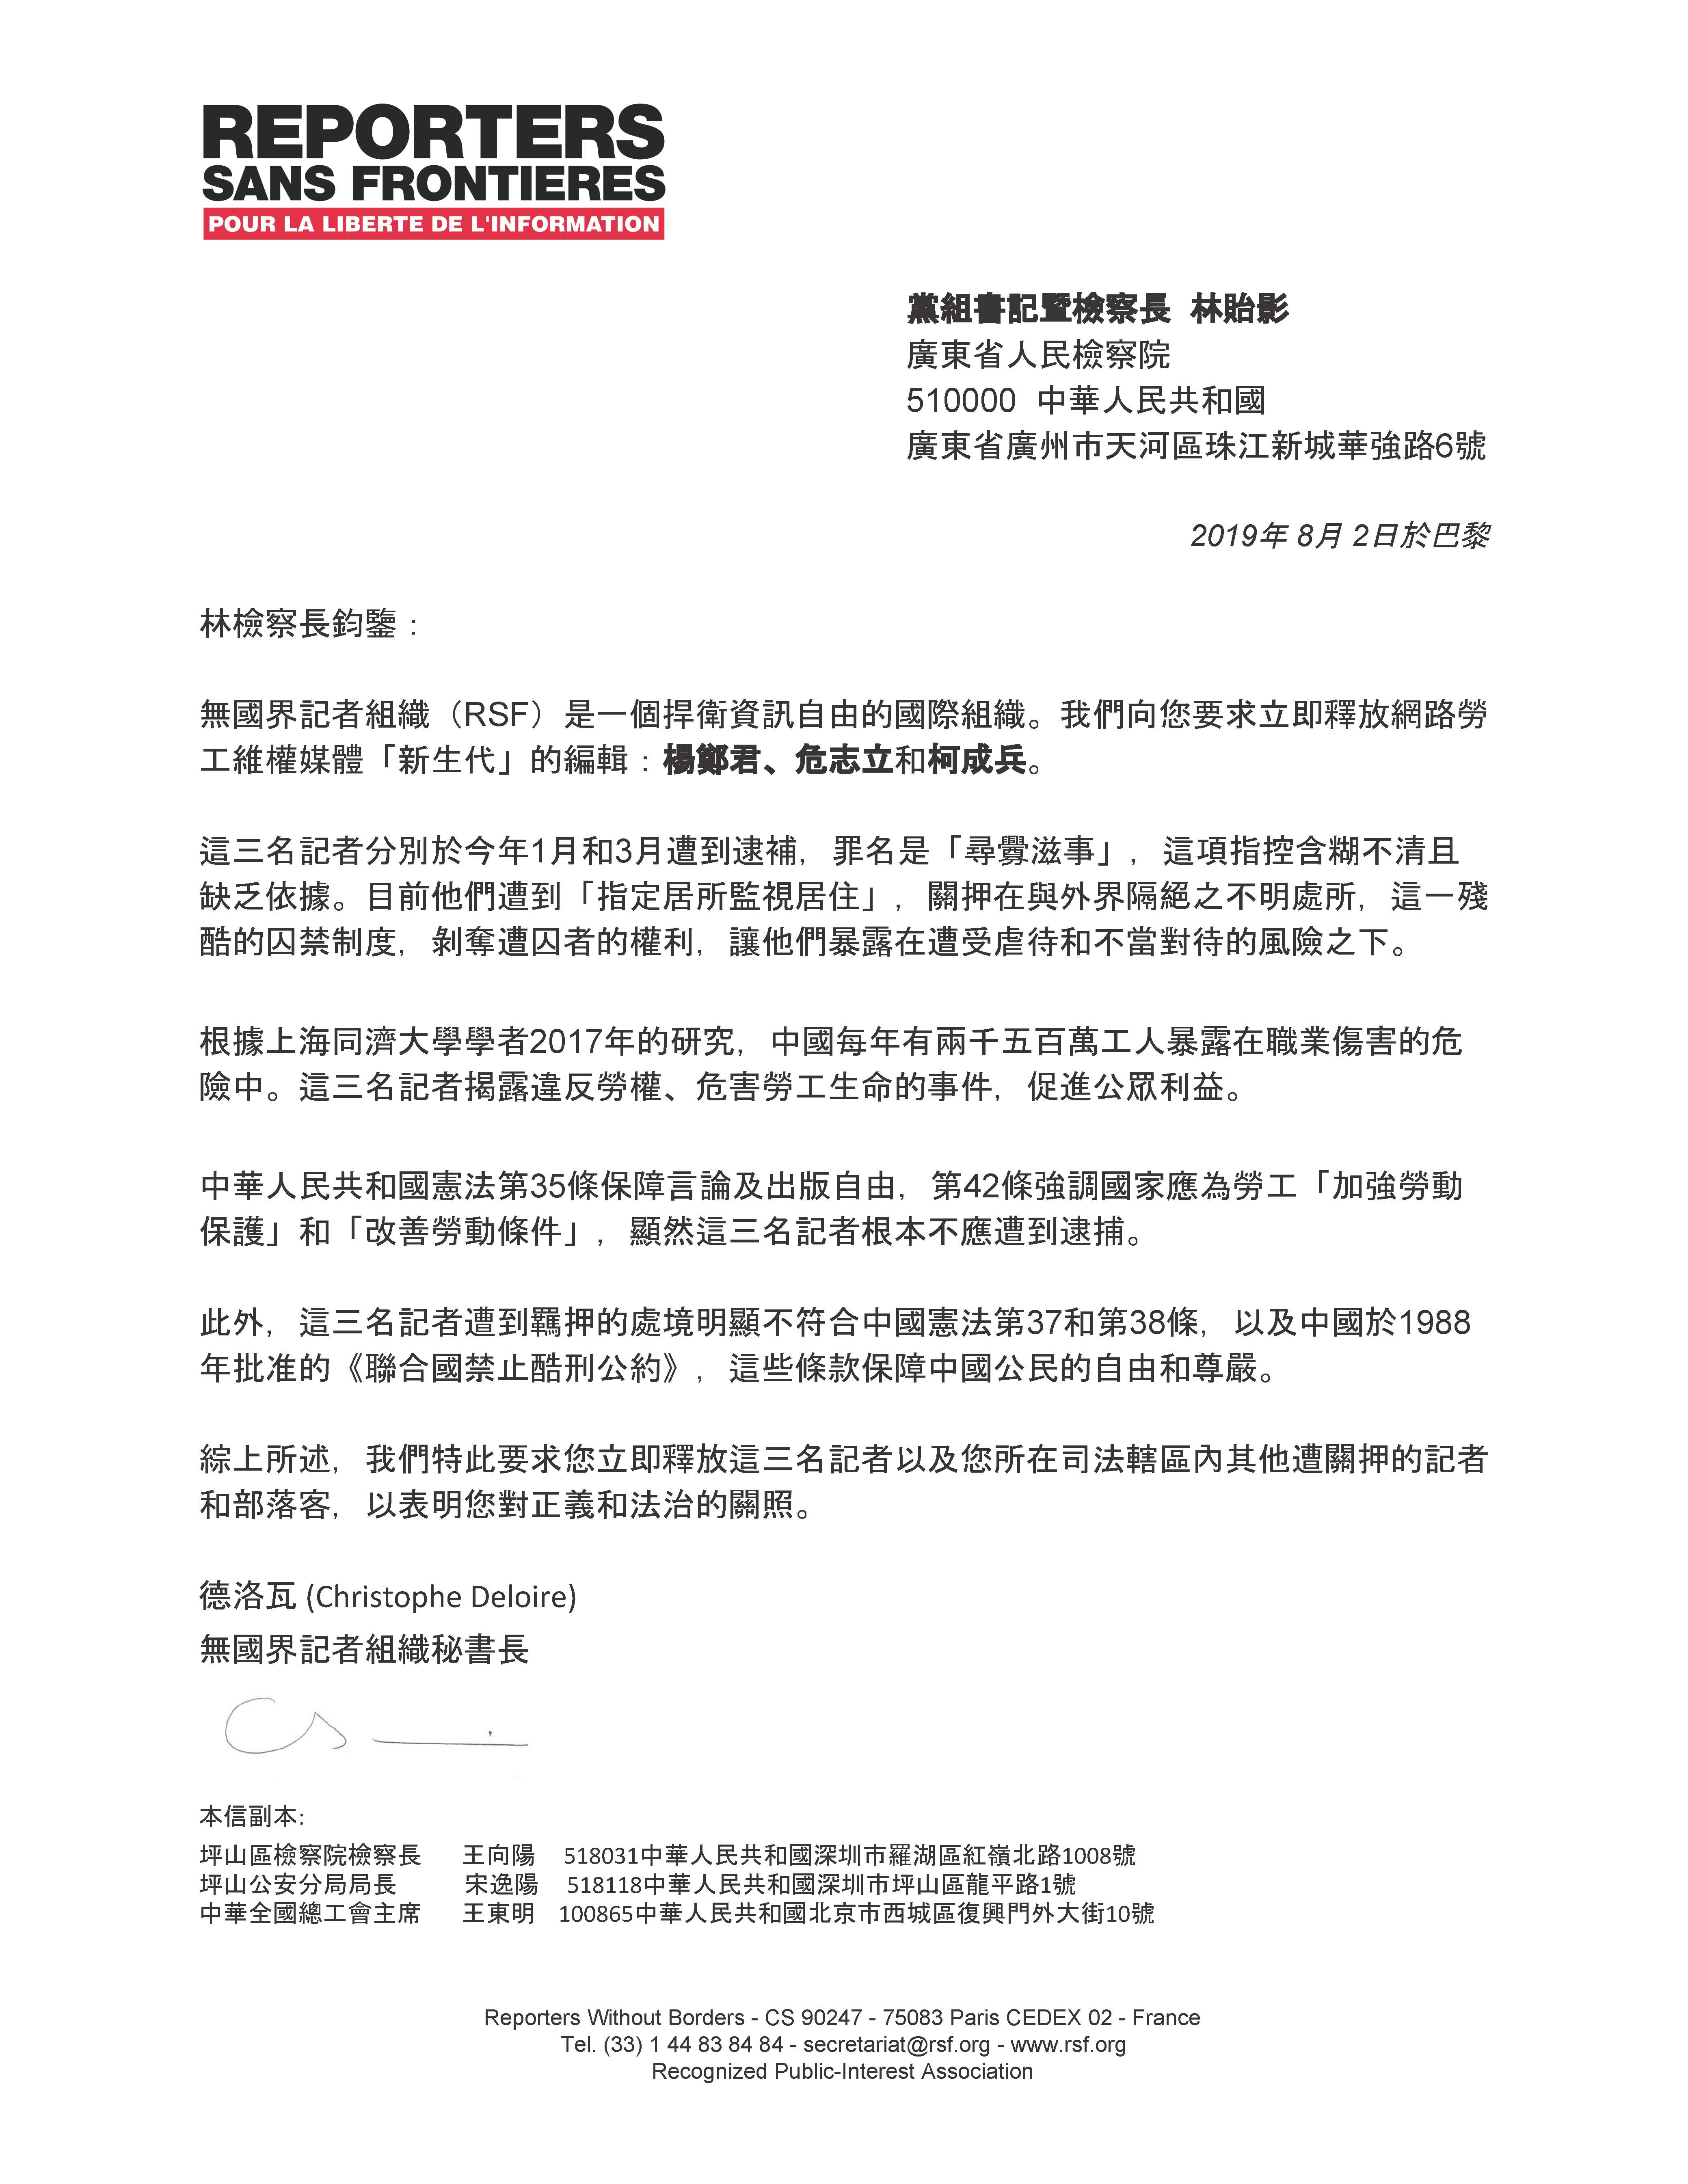 REPORTERS
SANS FRONTIERES
POUR LA LIBERTE DE L'INFORMATION
黨組書記暨檢察長 林貽影
廣東省人民檢察院
510000 中華人民共和國
廣東省廣州市天河區珠江新城華強路6號
2019年 8月 2日於巴黎
林檢察長鈞鑒：
無國界記者組織（RSF）是一個捍衛資訊自由的國際組織。我們向您要求立即釋放網路勞
工維權媒體「新生代」的編輯：楊鄭君、危志立和柯成兵。
這三名記者分別於今年1月和3月遭到逮補，罪名是「尋釁滋事」，這項指控含糊不清且
缺乏依據。目前他們遭到「指定居所監視居住」，關押在與外界隔絕之不明處所，這一殘
酷的囚禁制度，剝奪遭囚者的權利，讓他們暴露在遭受虐待和不當對待的風險之下。
根據上海同濟大學學者2017年的研究，中國每年有兩千五百萬工人暴露在職業傷害的危
險中。這三名記者揭露違反勞權、危害勞工生命的事件，促進公眾利益。
中華人民共和國憲法第35條保障言論及出版自由，第42條強調國家應為勞工「加強勞動
保護」和「改善勞動條件」，顯然這三名記者根本不應遭到逮捕。
此外，這三名記者遭到羈押的處境明顯不符合中國憲法第37和第38條，以及中國於1988
年批准的《聯合國禁止酷刑公約》，這些條款保障中國公民的自由和尊嚴。
綜上所述，我們特此要求您立即釋放這三名記者以及您所在司法轄區內其他遭關押的記者
和部落客，以表明您對正義和法治的關照。
德洛瓦 (Christophe Deloire)
無國界記者組織秘書長
本信副本:
坪山區檢察院檢察長 王向陽 518031中華人民共和國深圳市羅湖區紅嶺北路1008號
坪山公安分局局長 宋逸陽 518118中華人民共和國深圳市坪山區龍平路1號
中華全國總工會主席 王東明 100865中華人民共和國北京市西城區復興門外大街10號
Reporters Without Borders - CS 90247 - 75083 Paris CEDEX 02 - France
Tel. (33) 1 44 83 84 84 - secretariat@rsf.org - www.rsf.org
Recognized Public-Interest Association